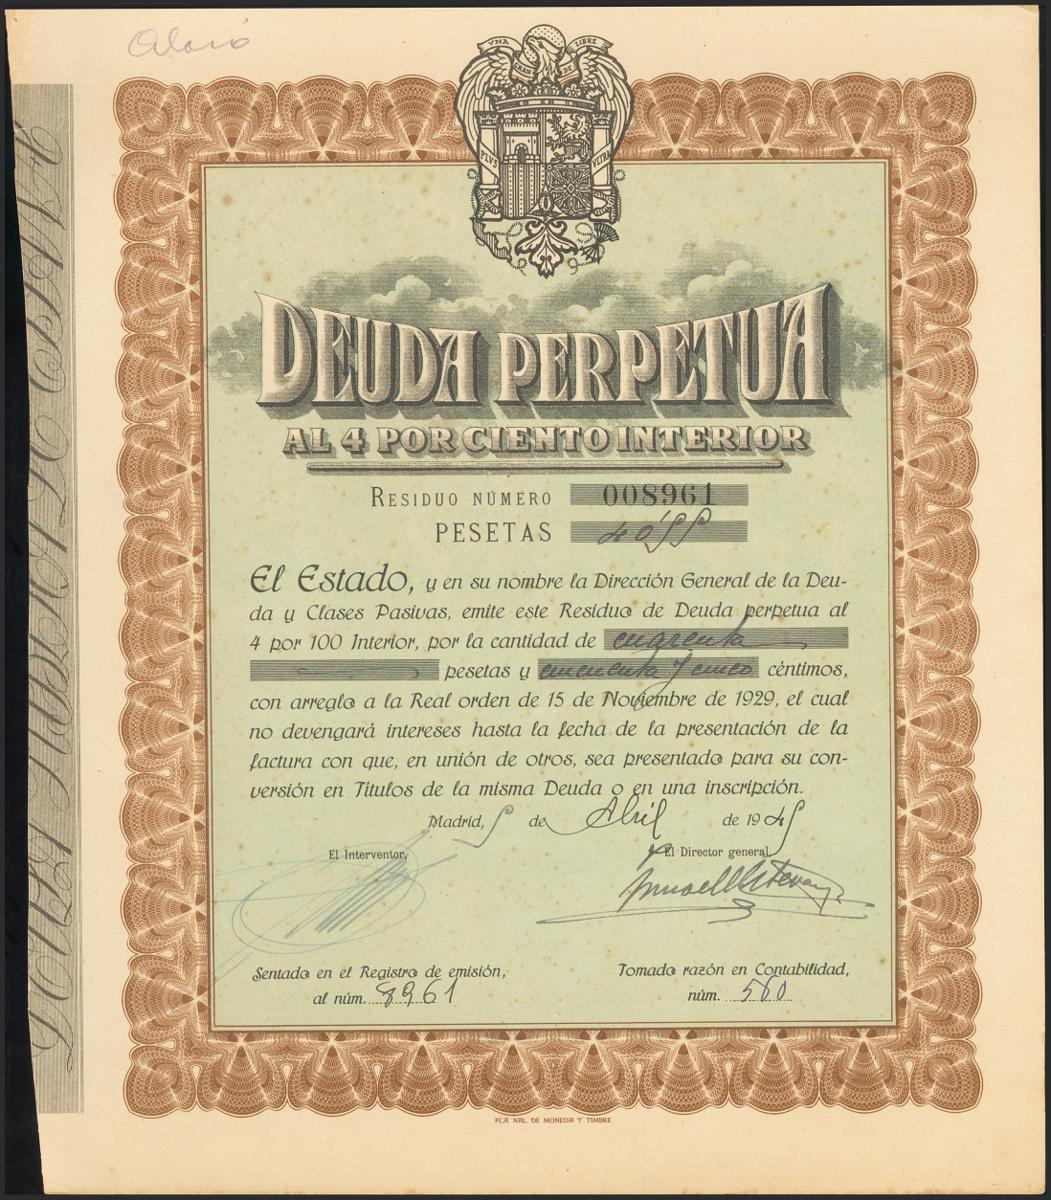 Alaró
UNA
GRANDE
LIBRE
PLVS
VLTRA
DEUDA PERPETUA
AL 4 POR CIENTO INTERIOR
RESIDUO NÚMERO 008961
PESETAS 40'55
El Estado, y en su nombre la Dirección General de la Deu-
da y Clases Pasivas, emite este Residuo de Deuda perpetua al
4 por 100 Interior, por la cantidad de cuarenta
pesetas y cincuenta y cinco céntimos,
con arreglo a la Real orden de 15 de Noviembre de 1929, el cual
no devengará intereses hasta la fecha de la presentación de la
factura con que, en unión de otros, sea presentado para su con-
versión en Títulos de la misma Deuda o en una inscripción.
Madrid, 5 de Abril de 1945
El Interventor,
El Director general,
Sentado en el Registro de emisión,
al núm. 8961
Tomado razón en Contabilidad,
núm. 580
FCA NAL DE MONEDA Y TIMBRE